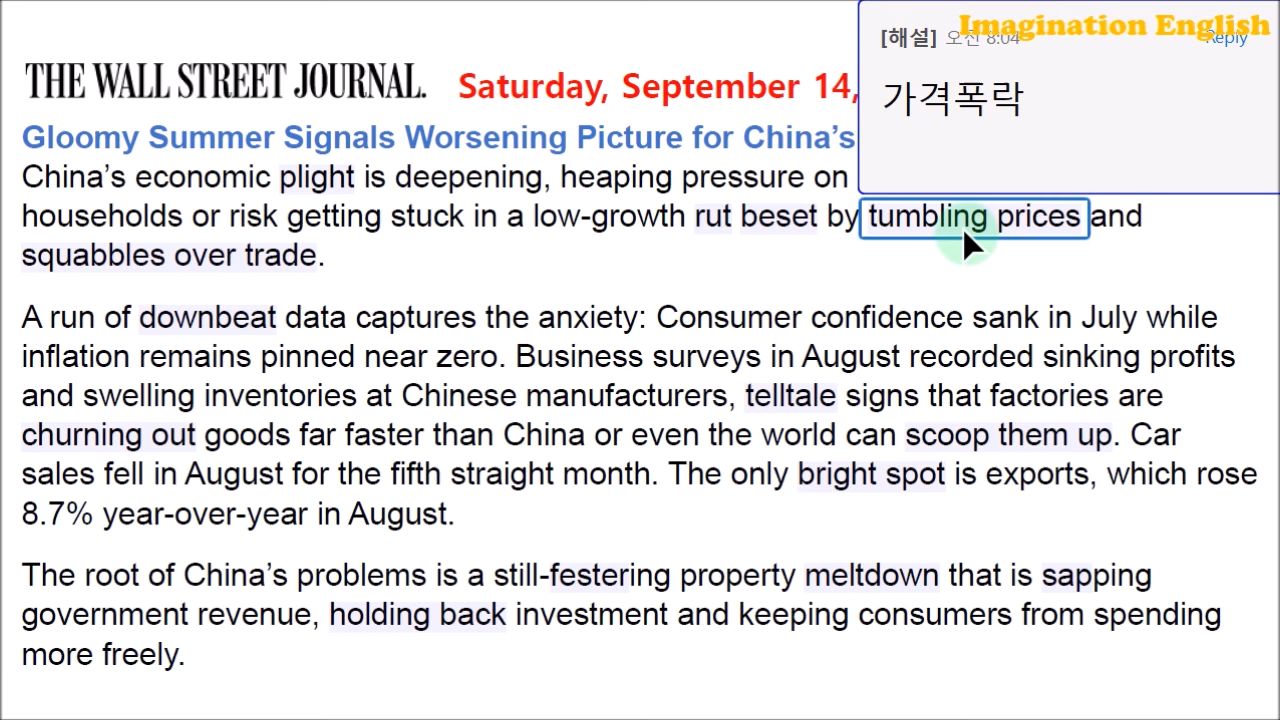 Imagination English
[해설] 오전 8:04 Reply
가격폭락
THE WALL STREET JOURNAL. Saturday, September 14,
Gloomy Summer Signals Worsening Picture for China’s
China’s economic plight is deepening, heaping pressure on
households or risk getting stuck in a low-growth rut beset by tumbling prices and
squabbles over trade.
A run of downbeat data captures the anxiety: Consumer confidence sank in July while
inflation remains pinned near zero. Business surveys in August recorded sinking profits
and swelling inventories at Chinese manufacturers, telltale signs that factories are
churning out goods far faster than China or even the world can scoop them up. Car
sales fell in August for the fifth straight month. The only bright spot is exports, which rose
8.7% year-over-year in August.
The root of China’s problems is a still-festering property meltdown that is sapping
government revenue, holding back investment and keeping consumers from spending
more freely.